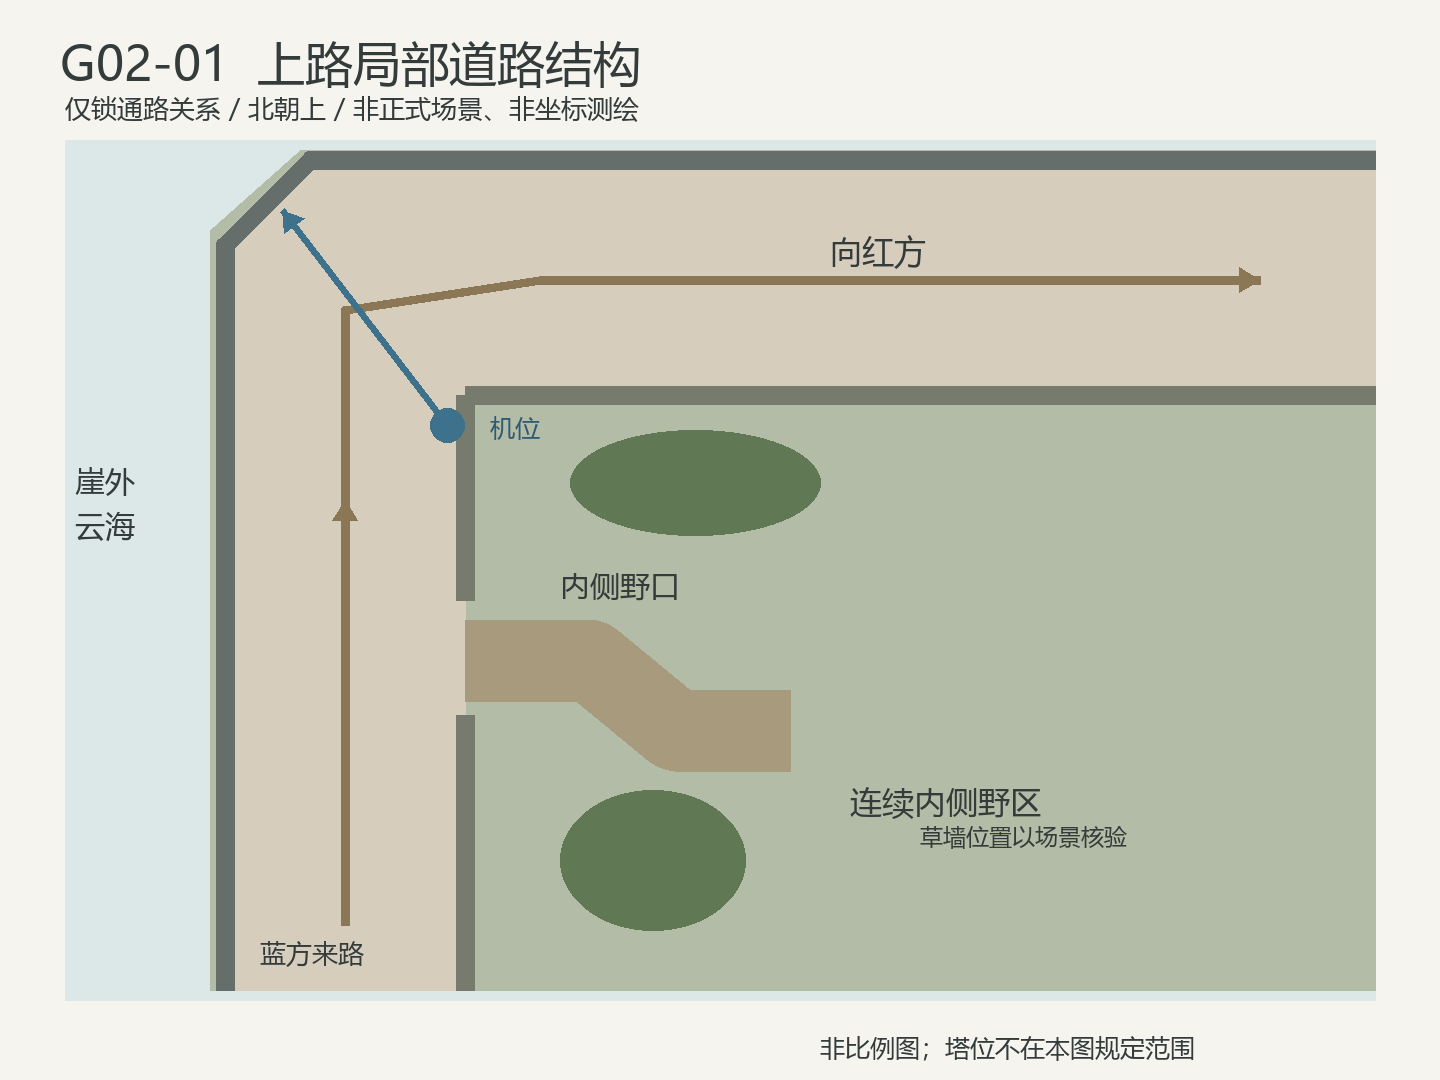 G02-01 上路局部道路结构
仅锁通路关系 / 北朝上 / 非正式场景、非坐标测绘
向红方
机位
崖外
云海
内侧野口
连续内侧野区
草墙位置以场景核验
蓝方来路
非比例图；塔位不在本图规定范围